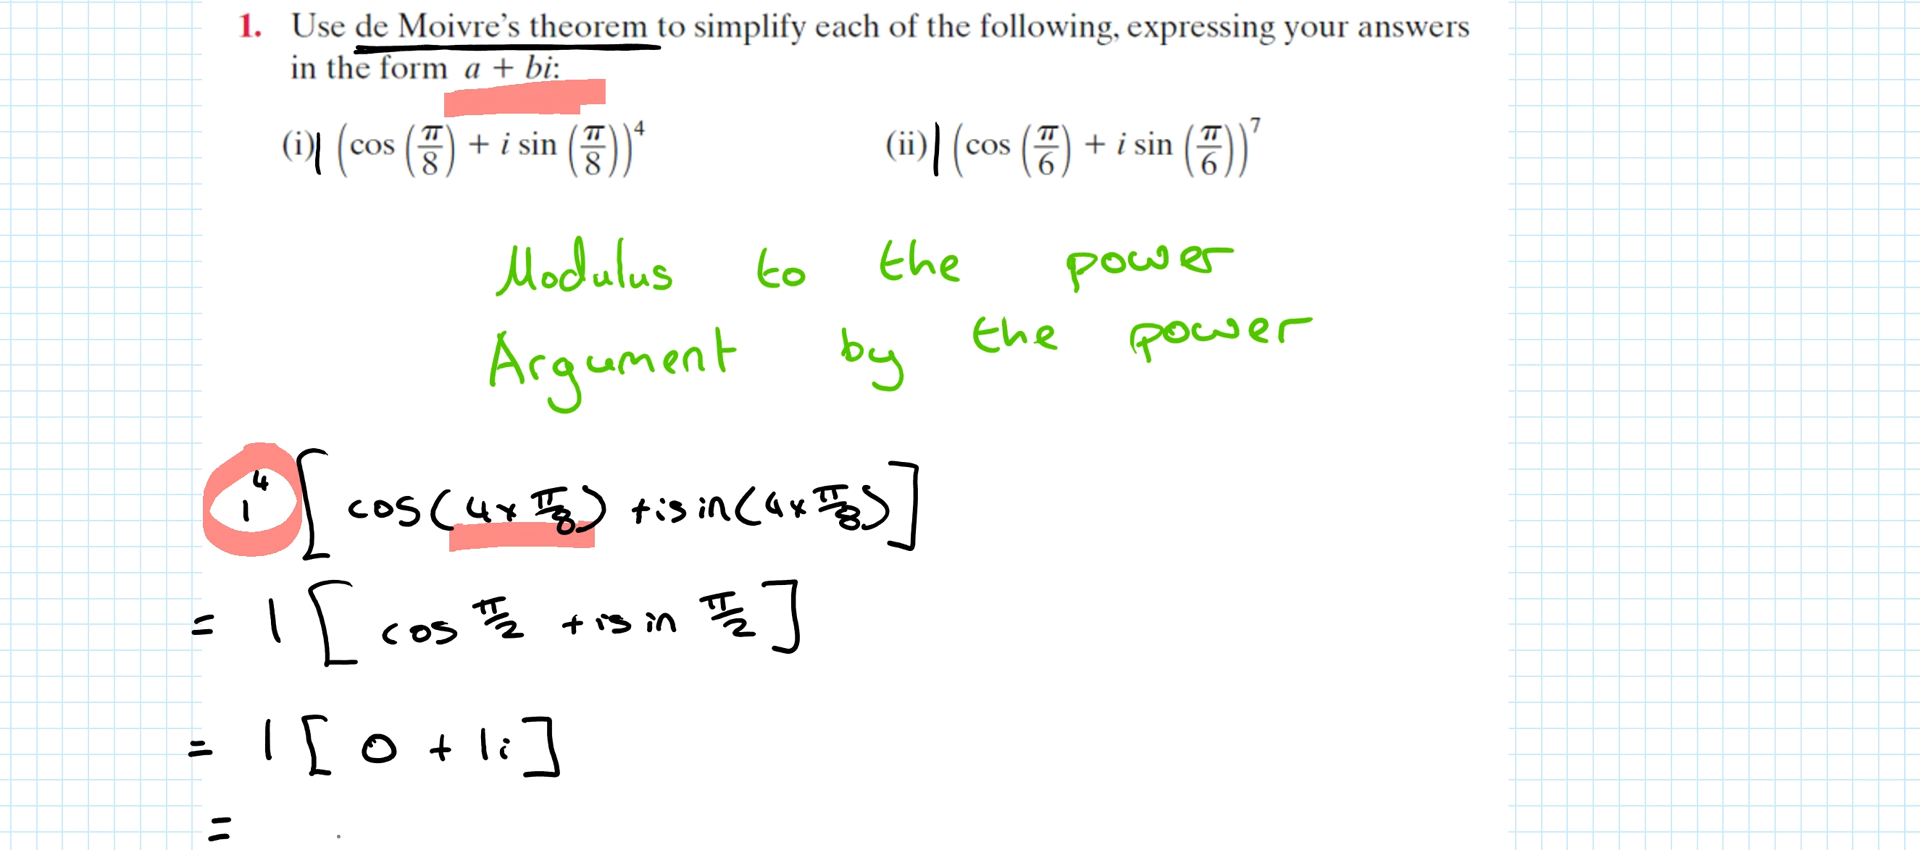 1. Use de Moivre's theorem to simplify each of the following, expressing your answers
in the form a + bi:
(i) (cos (π/8) + i sin (π/8))⁴
(ii) (cos (π/6) + i sin (π/6))⁷
Modulus to the power
Argument by the power
1⁴ [cos(4 x π/8) + i sin(4 x π/8)]
= 1 [cos π/2 + i sin π/2]
= 1 [0 + 1i]
=